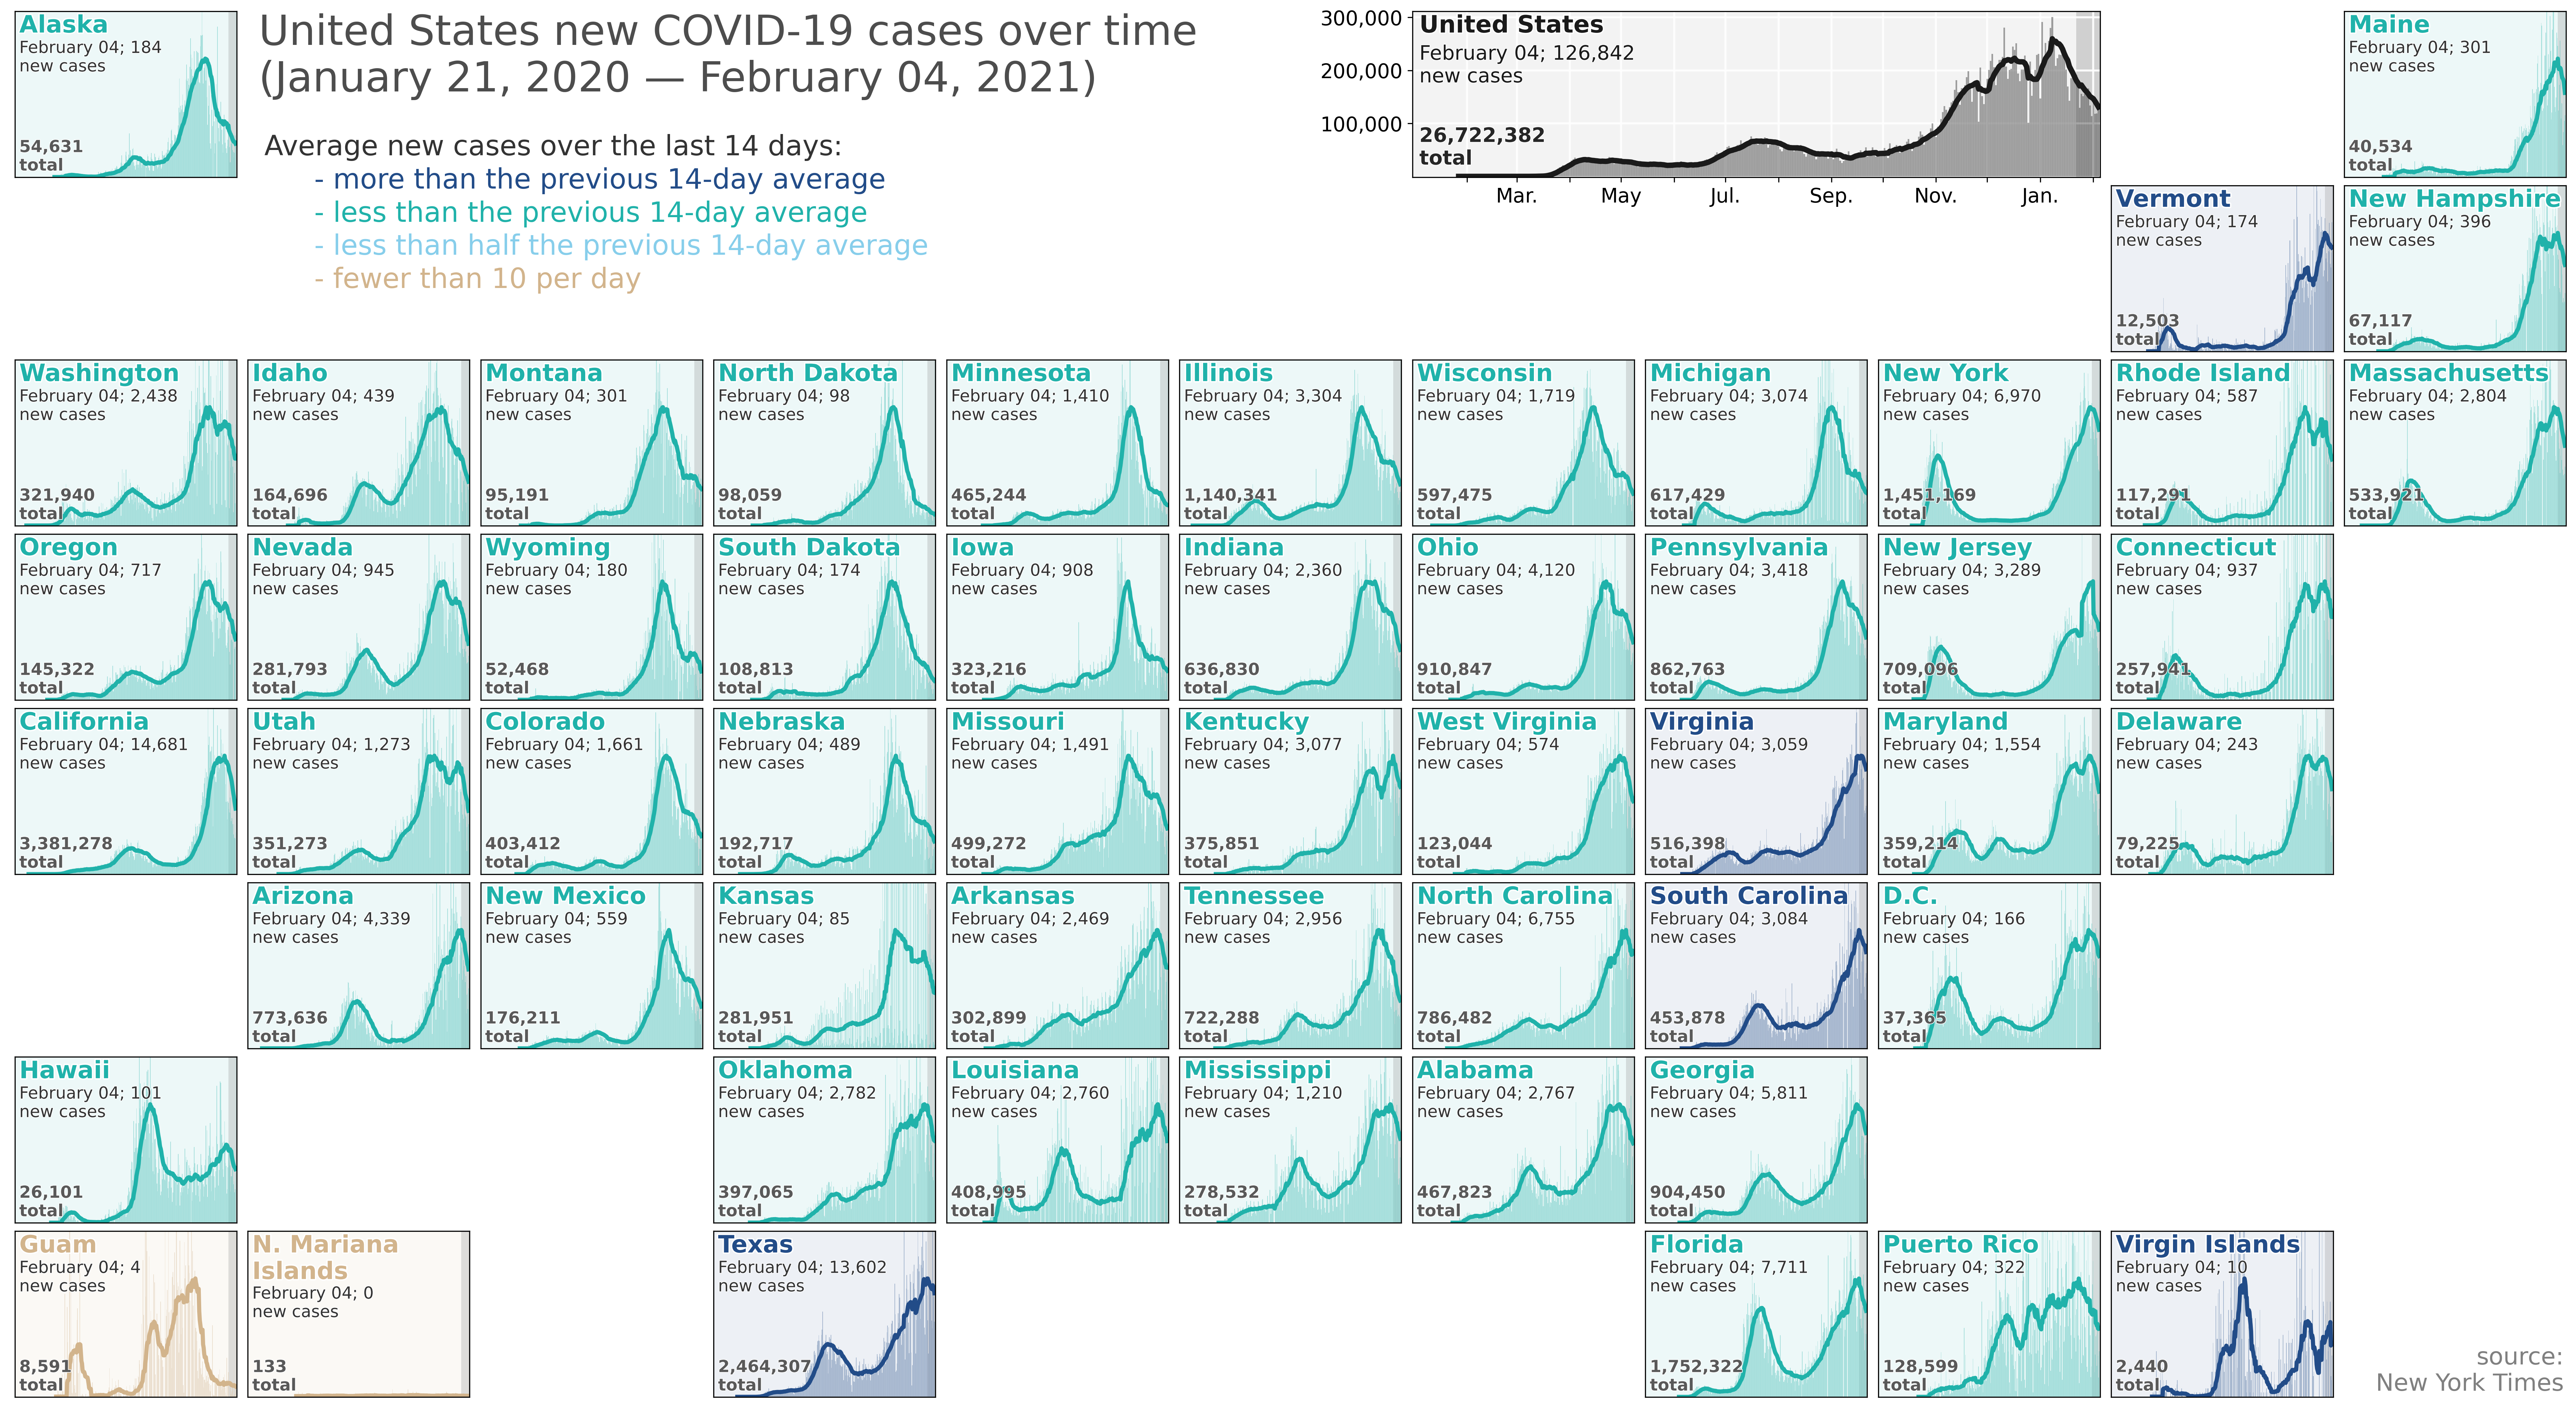 Alaska
February 04; 184
new cases
54,631
total
United States new COVID-19 cases over time
(January 21, 2020 — February 04, 2021)
Average new cases over the last 14 days:
- more than the previous 14-day average
- less than the previous 14-day average
- less than half the previous 14-day average
- fewer than 10 per day
300,000
200,000
100,000
United States
February 04; 126,842
new cases
26,722,382
total
Mar.
May
Jul.
Sep.
Nov.
Jan.
Maine
February 04; 301
new cases
40,534
total
Vermont
February 04; 174
new cases
12,503
total
New Hampshire
February 04; 396
new cases
67,117
total
Washington
February 04; 2,438
new cases
321,940
total
Idaho
February 04; 439
new cases
164,696
total
Montana
February 04; 301
new cases
95,191
total
North Dakota
February 04; 98
new cases
98,059
total
Minnesota
February 04; 1,410
new cases
465,244
total
Illinois
February 04; 3,304
new cases
1,140,341
total
Wisconsin
February 04; 1,719
new cases
597,475
total
Michigan
February 04; 3,074
new cases
617,429
total
New York
February 04; 6,970
new cases
1,451,169
total
Rhode Island
February 04; 587
new cases
117,291
total
Massachusetts
February 04; 2,804
new cases
533,921
total
Oregon
February 04; 717
new cases
145,322
total
Nevada
February 04; 945
new cases
281,793
total
Wyoming
February 04; 180
new cases
52,468
total
South Dakota
February 04; 174
new cases
108,813
total
Iowa
February 04; 908
new cases
323,216
total
Indiana
February 04; 2,360
new cases
636,830
total
Ohio
February 04; 4,120
new cases
910,847
total
Pennsylvania
February 04; 3,418
new cases
862,763
total
New Jersey
February 04; 3,289
new cases
709,096
total
Connecticut
February 04; 937
new cases
257,941
total
California
February 04; 14,681
new cases
3,381,278
total
Utah
February 04; 1,273
new cases
351,273
total
Colorado
February 04; 1,661
new cases
403,412
total
Nebraska
February 04; 489
new cases
192,717
total
Missouri
February 04; 1,491
new cases
499,272
total
Kentucky
February 04; 3,077
new cases
375,851
total
West Virginia
February 04; 574
new cases
123,044
total
Virginia
February 04; 3,059
new cases
516,398
total
Maryland
February 04; 1,554
new cases
359,214
total
Delaware
February 04; 243
new cases
79,225
total
Arizona
February 04; 4,339
new cases
773,636
total
New Mexico
February 04; 559
new cases
176,211
total
Kansas
February 04; 85
new cases
281,951
total
Arkansas
February 04; 2,469
new cases
302,899
total
Tennessee
February 04; 2,956
new cases
722,288
total
North Carolina
February 04; 6,755
new cases
786,482
total
South Carolina
February 04; 3,084
new cases
453,878
total
D.C.
February 04; 166
new cases
37,365
total
Hawaii
February 04; 101
new cases
26,101
total
Oklahoma
February 04; 2,782
new cases
397,065
total
Louisiana
February 04; 2,760
new cases
408,995
total
Mississippi
February 04; 1,210
new cases
278,532
total
Alabama
February 04; 2,767
new cases
467,823
total
Georgia
February 04; 5,811
new cases
904,450
total
Guam
February 04; 4
new cases
8,591
total
N. Mariana
Islands
February 04; 0
new cases
133
total
Texas
February 04; 13,602
new cases
2,464,307
total
Florida
February 04; 7,711
new cases
1,752,322
total
Puerto Rico
February 04; 322
new cases
128,599
total
Virgin Islands
February 04; 10
new cases
2,440
total
source:
New York Times